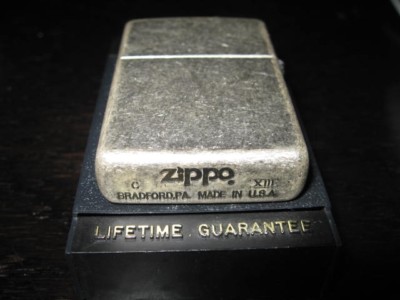 Zippo
C XIII
BRADFORD,PA. MADE IN U.S.A.
LIFETIME GUARANTEE